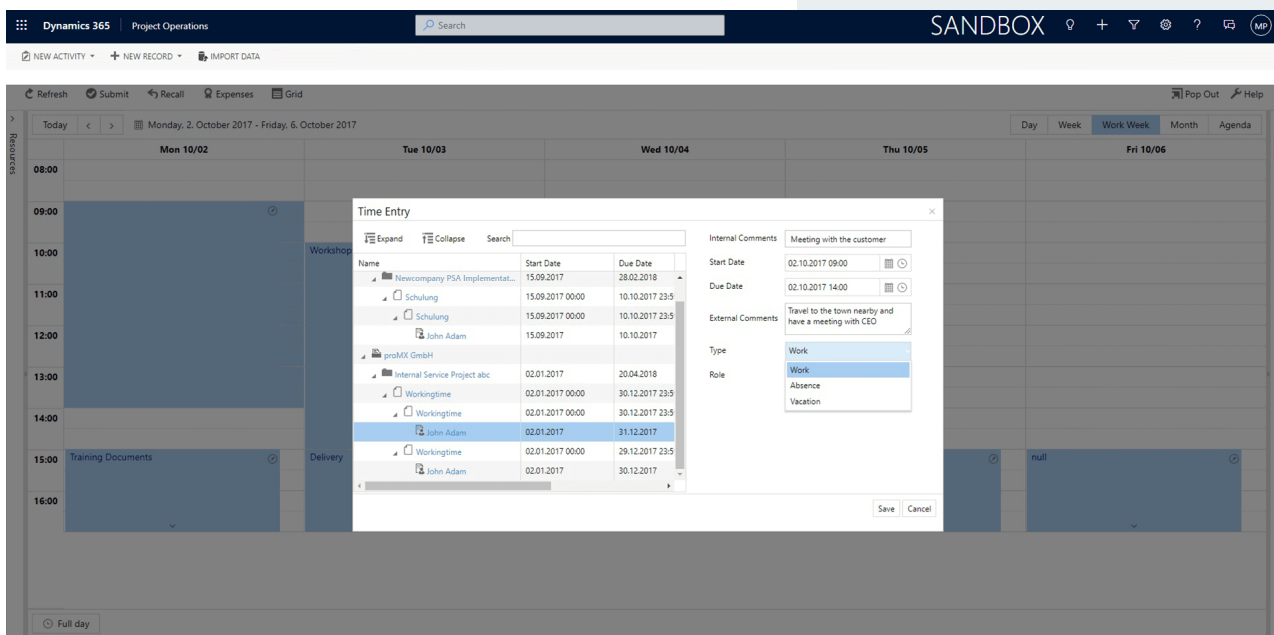 Dynamics 365 Project Operations Search SANDBOX MP
NEW ACTIVITY NEW RECORD IMPORT DATA
Refresh Submit Recall Expenses Grid Pop Out Help
Resources
Today Monday, 2. October 2017 - Friday, 6. October 2017 Day Week Work Week Month Agenda
Mon 10/02 Tue 10/03 Wed 10/04 Thu 10/05 Fri 10/06
08:00
09:00
10:00 Workshop
11:00
12:00
13:00
14:00
15:00 Training Documents Delivery null
16:00
Full day
Time Entry
Expand Collapse Search
Name Start Date Due Date
Newcompany PSA Implementat... 15.09.2017 28.02.2018
Schulung 15.09.2017 00:00 10.10.2017 23:5
Schulung 15.09.2017 00:00 10.10.2017 23:5
John Adam 15.09.2017 10.10.2017
proMX GmbH
Internal Service Project abc 02.01.2017 20.04.2018
Workingtime 02.01.2017 00:00 30.12.2017 23:5
Workingtime 02.01.2017 00:00 30.12.2017 23:5
John Adam 02.01.2017 31.12.2017
Workingtime 02.01.2017 00:00 29.12.2017 23:5
John Adam 02.01.2017 30.12.2017
Internal Comments Meeting with the customer
Start Date 02.10.2017 09:00
Due Date 02.10.2017 14:00
External Comments Travel to the town nearby and
have a meeting with CEO
Type Work
Role Work
Absence
Vacation
Save Cancel